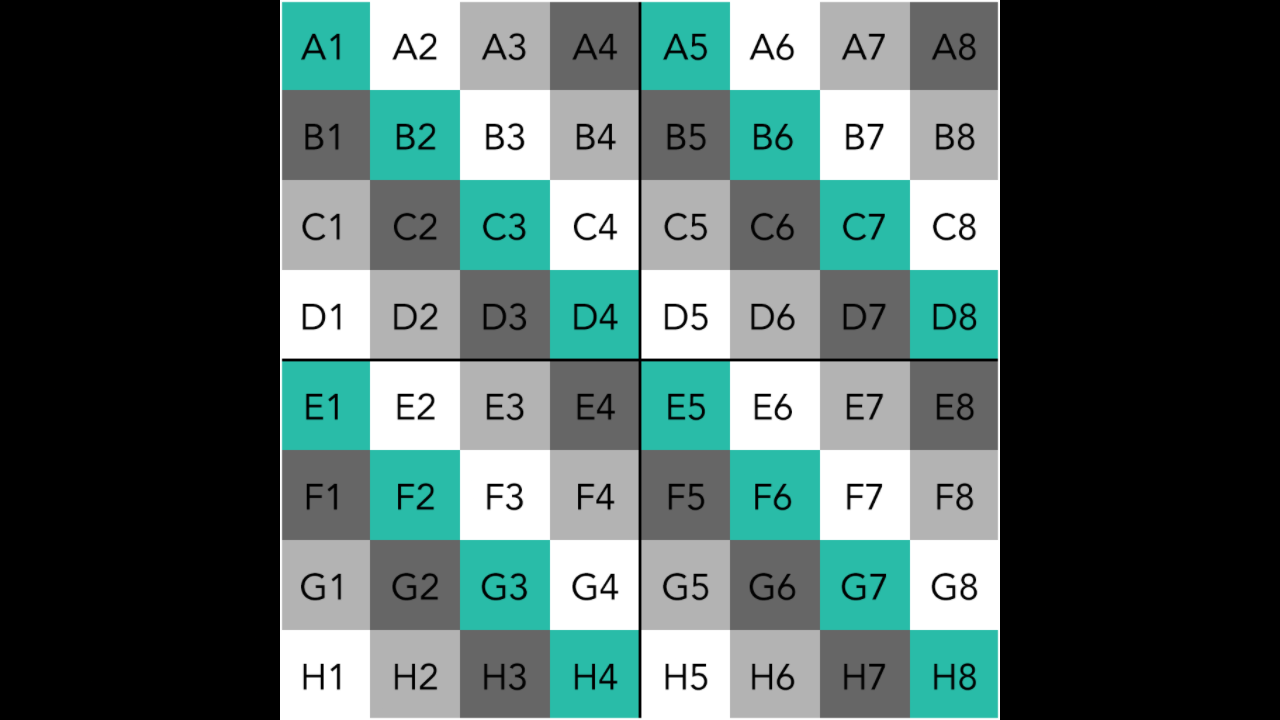 A1 A2 A3 A4 A5 A6 A7 A8
B1 B2 B3 B4 B5 B6 B7 B8
C1 C2 C3 C4 C5 C6 C7 C8
D1 D2 D3 D4 D5 D6 D7 D8
E1 E2 E3 E4 E5 E6 E7 E8
F1 F2 F3 F4 F5 F6 F7 F8
G1 G2 G3 G4 G5 G6 G7 G8
H1 H2 H3 H4 H5 H6 H7 H8